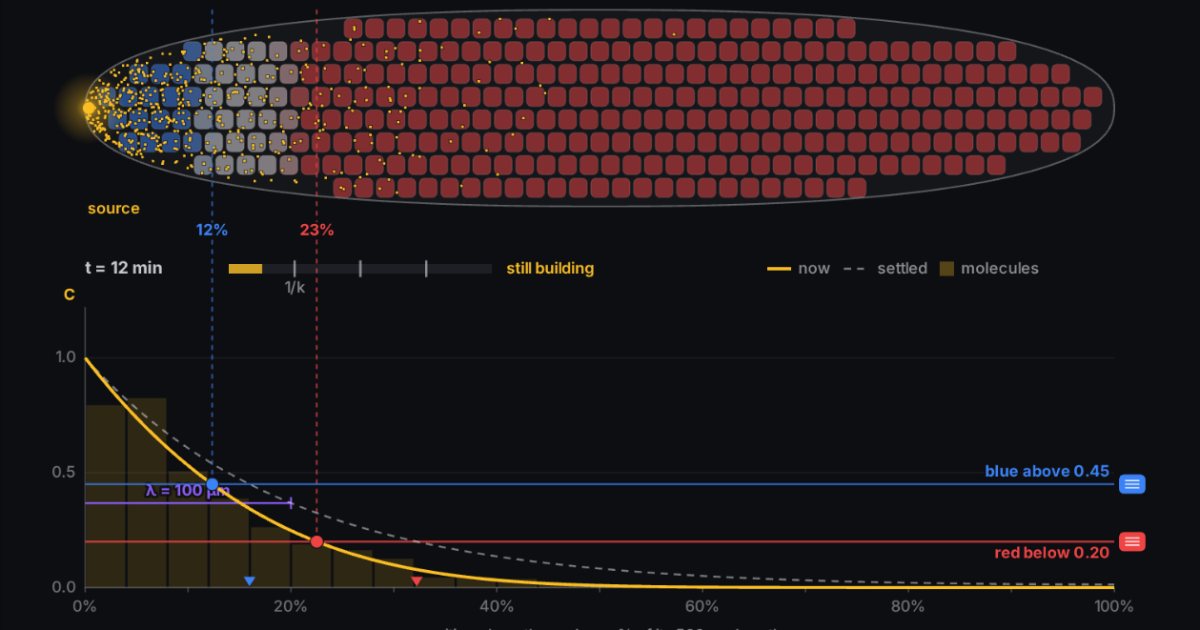 source
12%
23%
t = 12 min
still building
now
settled
molecules
1/k
C
1.0
blue above 0.45
0.5
λ = 100 µm
red below 0.20
0.0
0%
20%
40%
60%
80%
100%